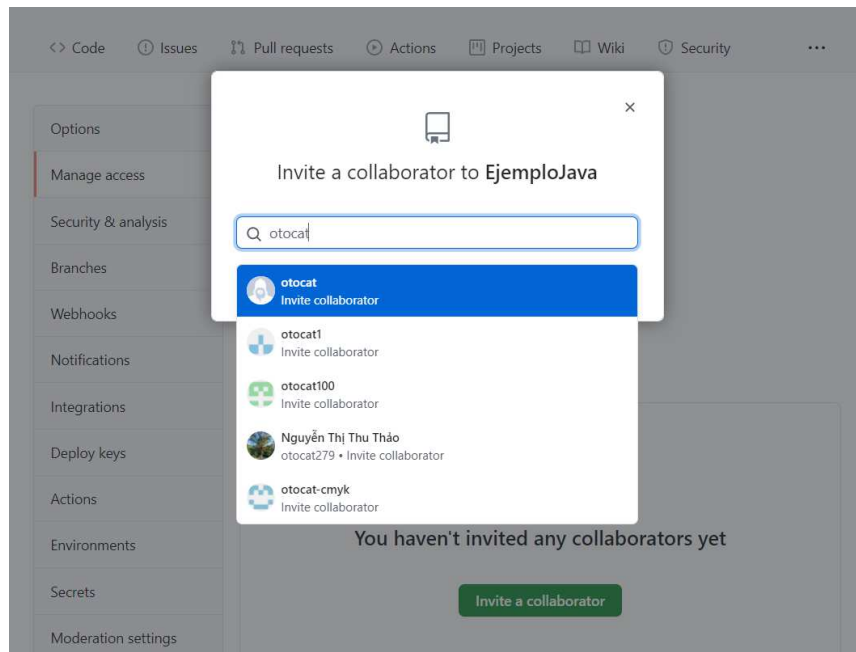 Code Issues Pull requests Actions Projects Wiki Security ...
Options
Manage access
Security & analysis
Branches
Webhooks
Notifications
Integrations
Deploy keys
Actions
Environments
Secrets
Moderation settings
Invite a collaborator to EjemploJava
otocat
otocat
Invite collaborator
otocat1
Invite collaborator
otocat100
Invite collaborator
Nguyễn Thị Thu Thảo
otocat279 • Invite collaborator
otocat-cmyk
Invite collaborator
You haven't invited any collaborators yet
Invite a collaborator